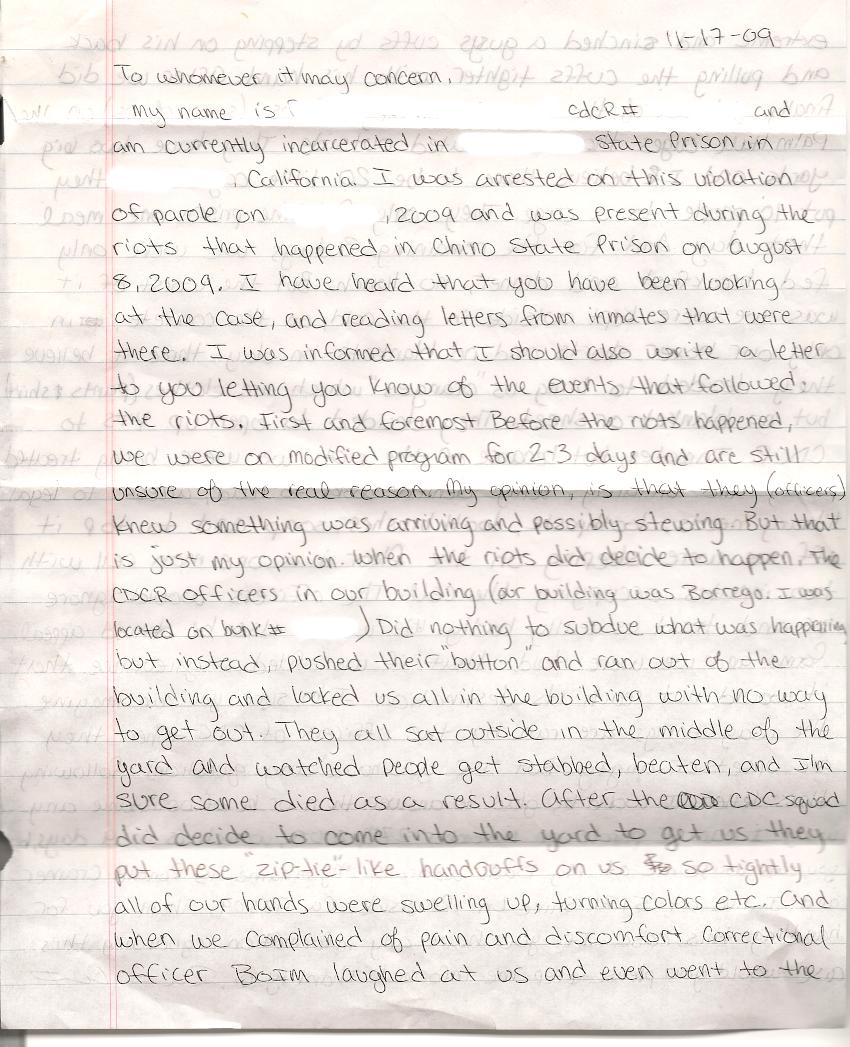 11-17-09
To whomever it may concern,
my name is cdcR# and
am currently incarcerated in State Prison in
, California. I was arrested on this violation
of parole on , 2009 and was present during the
riots that happened in Chino State Prison on august
8, 2009. I have heard that you have been looking
at the case, and reading letters from inmates that were
there. I was informed that I should also write a letter
to you letting you know of the events that followed
the riots. First and foremost Before the riots happened,
we were on modified program for 2-3 days and are still
unsure of the real reason. My opinion, is that they (officers)
knew something was arriving and possibly stewing. But that
is just my opinion. when the riots did decide to happen. The
CDCR officers in our building (our building was Borrego. I was
located on bunk# ) Did nothing to subdue what was happening
but instead, pushed their "button" and ran out of the
building and locked us all in the building with no way
to get out. They all sat outside in the middle of the
yard and watched people get stabbed, beaten, and I'm
sure some died as a result. After the CDC squad
did decide to come into the yard to get us they
put these "zip-tie"-like handcuffs on us so tightly
all of our hands were swelling up, turning colors etc. and
when we complained of pain and discomfort correctional
officer Boim laughed at us and even went to the